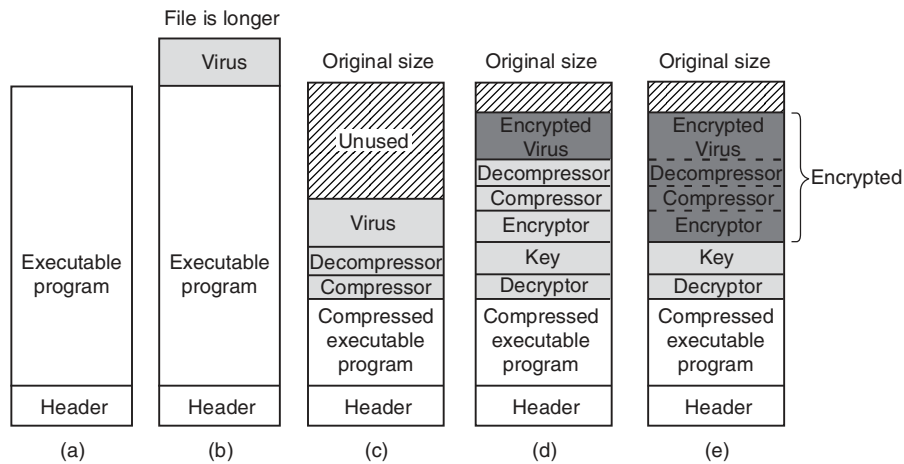 File is longer
Virus
Executable
program
Header
(b)
Executable
program
Header
(a)
Original size
Unused
Virus
Decompressor
Compressor
Compressed
executable
program
Header
(c)
Original size
Encrypted
Virus
Decompressor
Compressor
Encryptor
Key
Decryptor
Compressed
executable
program
Header
(d)
Original size
Encrypted
Virus
Decompressor
Compressor
Encryptor
Key
Decryptor
Compressed
executable
program
Header
(e)
Encrypted